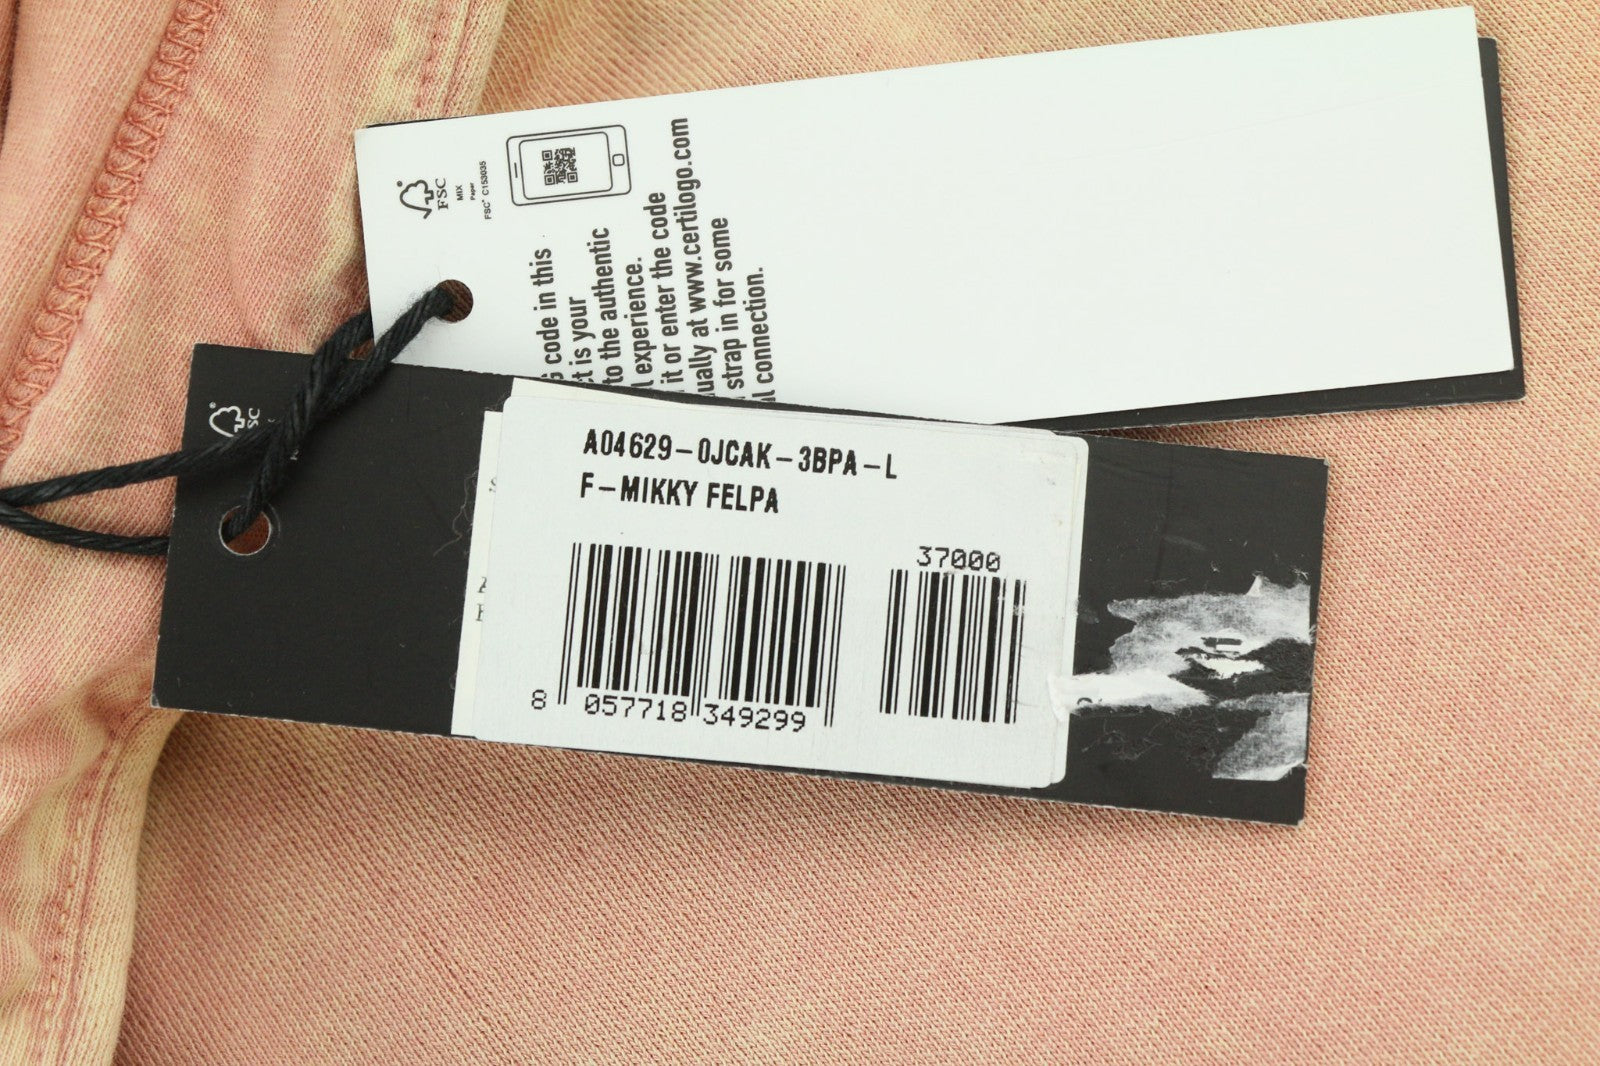 FSC
MIX
Paper
FSC® C153035
code in this
t is your
to the authentic
experience.
it or enter the code
ually at www.certilogo.com
strap in for some
connection.
FSC
A04629-0JCAK-3BPA-L
F-MIKKY FELPA
37000
8 057718 349299